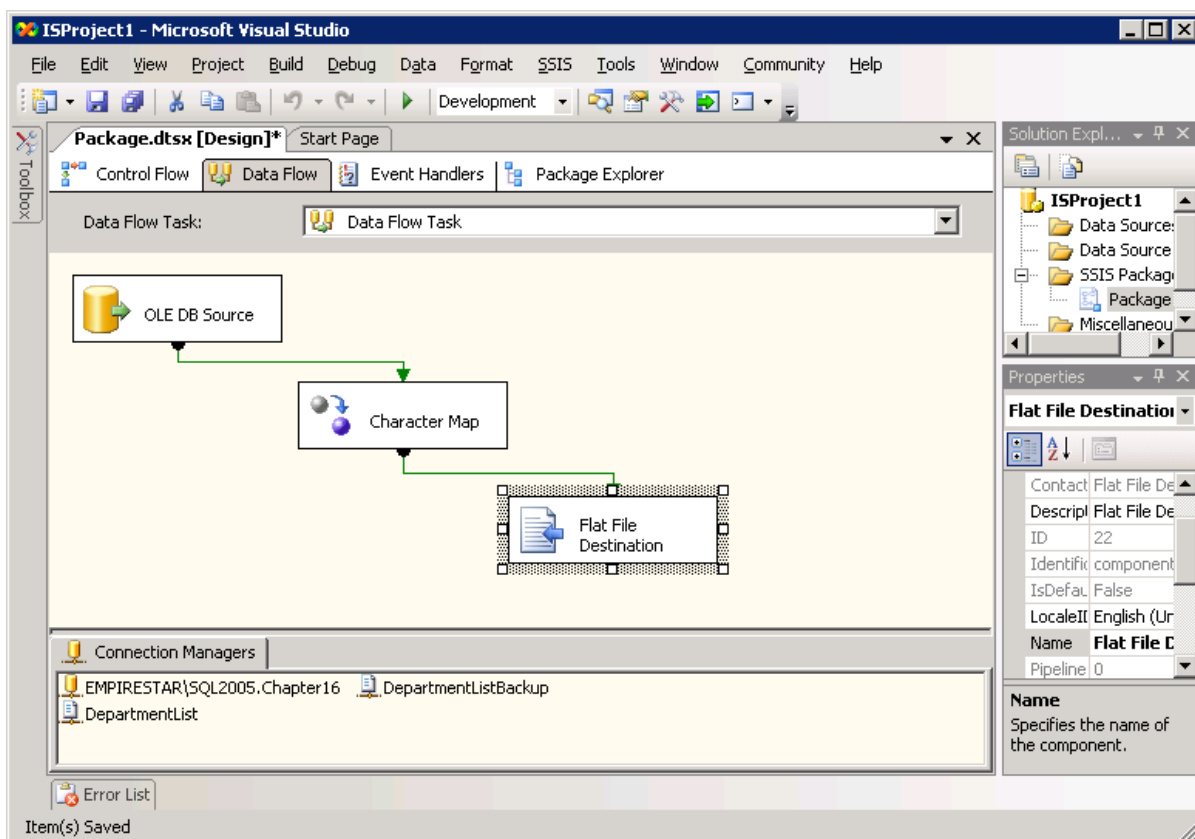 ISProject1 - Microsoft Visual Studio
File Edit View Project Build Debug Data Format SSIS Tools Window Community Help
Development
Toolbox
Package.dtsx [Design]* Start Page
Control Flow Data Flow Event Handlers Package Explorer
Data Flow Task: Data Flow Task
OLE DB Source
Character Map
Flat File
Destination
Connection Managers
EMPIRESTAR\SQL2005.Chapter16 DepartmentListBackup
DepartmentList
Solution Expl...
ISProject1
Data Sources
Data Source
SSIS Packag
Package
Miscellaneou
Properties
Flat File Destination
Contact Flat File De
Descript Flat File De
ID 22
Identific component
IsDefau False
LocaleID English (Un
Name Flat File D
Pipeline 0
Name
Specifies the name of
the component.
Error List
Item(s) Saved